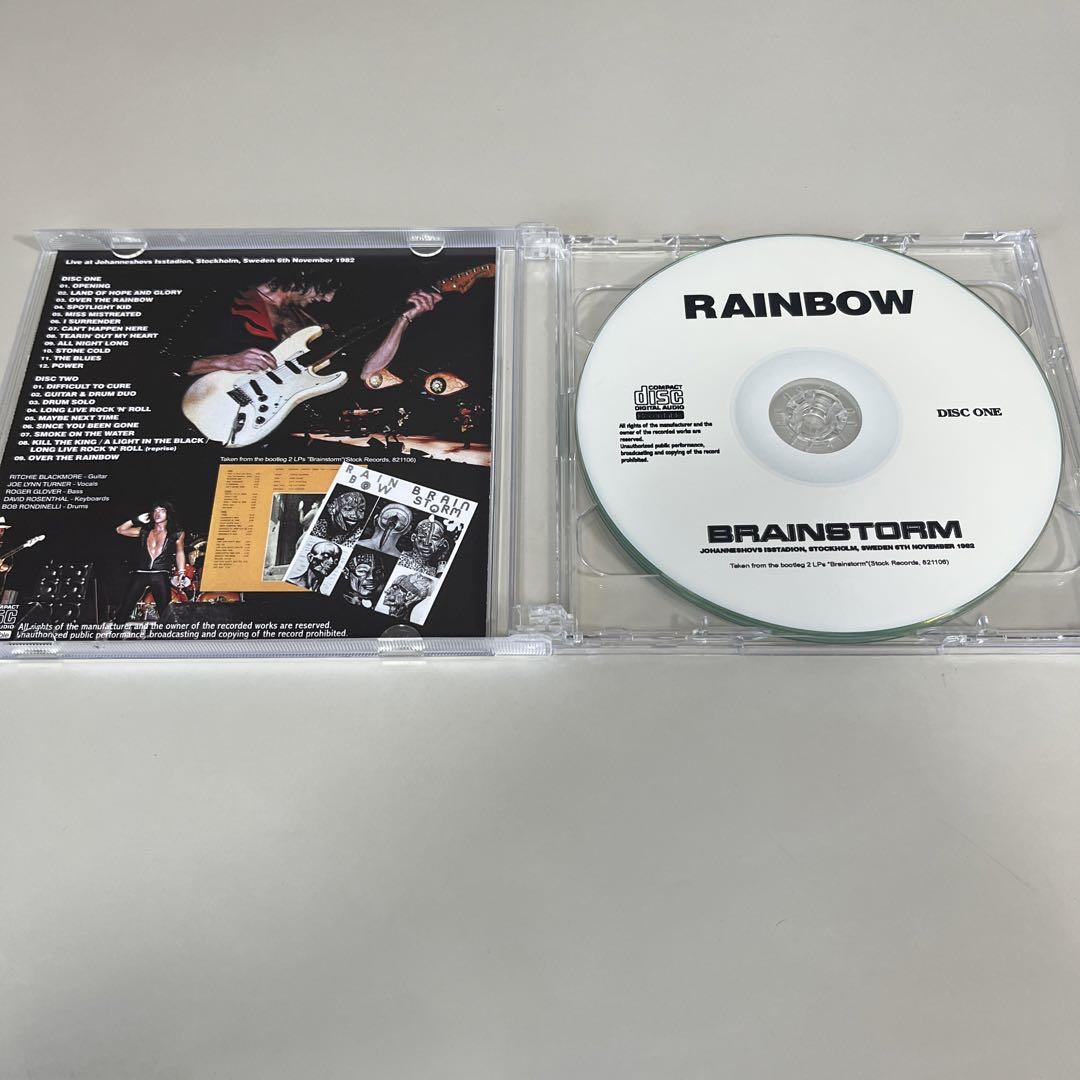 Live at Johanneshovs Isstadion, Stockholm, Sweden 6th November 1982
DISC ONE
01. OPENING
02. LAND OF HOPE AND GLORY
03. OVER THE RAINBOW
04. SPOTLIGHT KID
05. MISS MISTREATED
06. I SURRENDER
07. CAN'T HAPPEN HERE
08. TEARIN' OUT MY HEART
09. ALL NIGHT LONG
10. STONE COLD
11. THE BLUES
12. POWER
DISC TWO
01. DIFFICULT TO CURE
02. GUITAR & DRUM DUO
03. DRUM SOLO
04. LONG LIVE ROCK 'N' ROLL
05. MAYBE NEXT TIME
06. SINCE YOU BEEN GONE
07. SMOKE ON THE WATER
08. KILL THE KING / A LIGHT IN THE BLACK /
LONG LIVE ROCK 'N' ROLL (reprise)
09. OVER THE RAINBOW
Taken from the bootleg 2 LPs "Brainstorm"(Stock Records, 821106)
RITCHIE BLACKMORE - Guitar
JOE LYNN TURNER - Vocals
ROGER GLOVER - Bass
DAVID ROSENTHAL - Keyboards
BOB RONDINELLI - Drums
RAIN BRAIN
BOW STORM
All rights of the manufacturer and the owner of the recorded works are reserved.
Unauthorized public performance, broadcasting and copying of the record prohibited.
RAINBOW
COMPACT
disc
DIGITAL AUDIO
All rights of the manufacturer and the
owner of the recorded works are
reserved.
Unauthorized public performance,
broadcasting and copying of the record
prohibited.
DISC ONE
BRAINSTORM
JOHANNESHOVS ISSTADION, STOCKHOLM, SWEDEN 6TH NOVEMBER 1982
Taken from the bootleg 2 LPs "Brainstorm"(Stock Records, 821106)